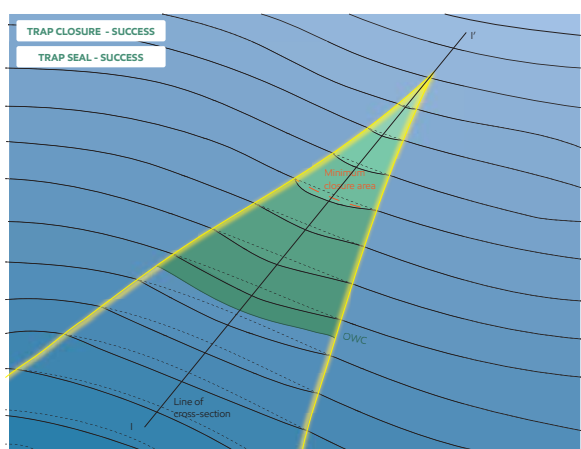 TRAP CLOSURE - SUCCESS
TRAP SEAL - SUCCESS
I'
Minimum
closure area
OWC
Line of
cross-section
I